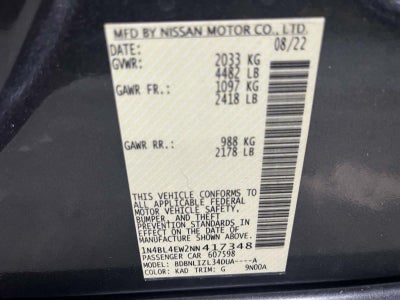 MFD BY NISSAN MOTOR CO., LTD.
DATE: 08/22
GVWR: 2033 KG
4482 LB
GAWR FR.: 1097 KG
2418 LB
GAWR RR.: 988 KG
2178 LB
THIS VEHICLE CONFORMS TO
ALL APPLICABLE FEDERAL
MOTOR VEHICLE SAFETY,
BUMPER, AND THEFT
PREVENTION STANDARDS
IN EFFECT ON THE DATE OF
MANUFACTURE SHOWN ABOVE.
1N4BL4EW2NN417348
PASSENGER CAR 607598
MODEL: BDBNLIZL34DUA----A
COLOR: KAD TRIM: G 9N00A